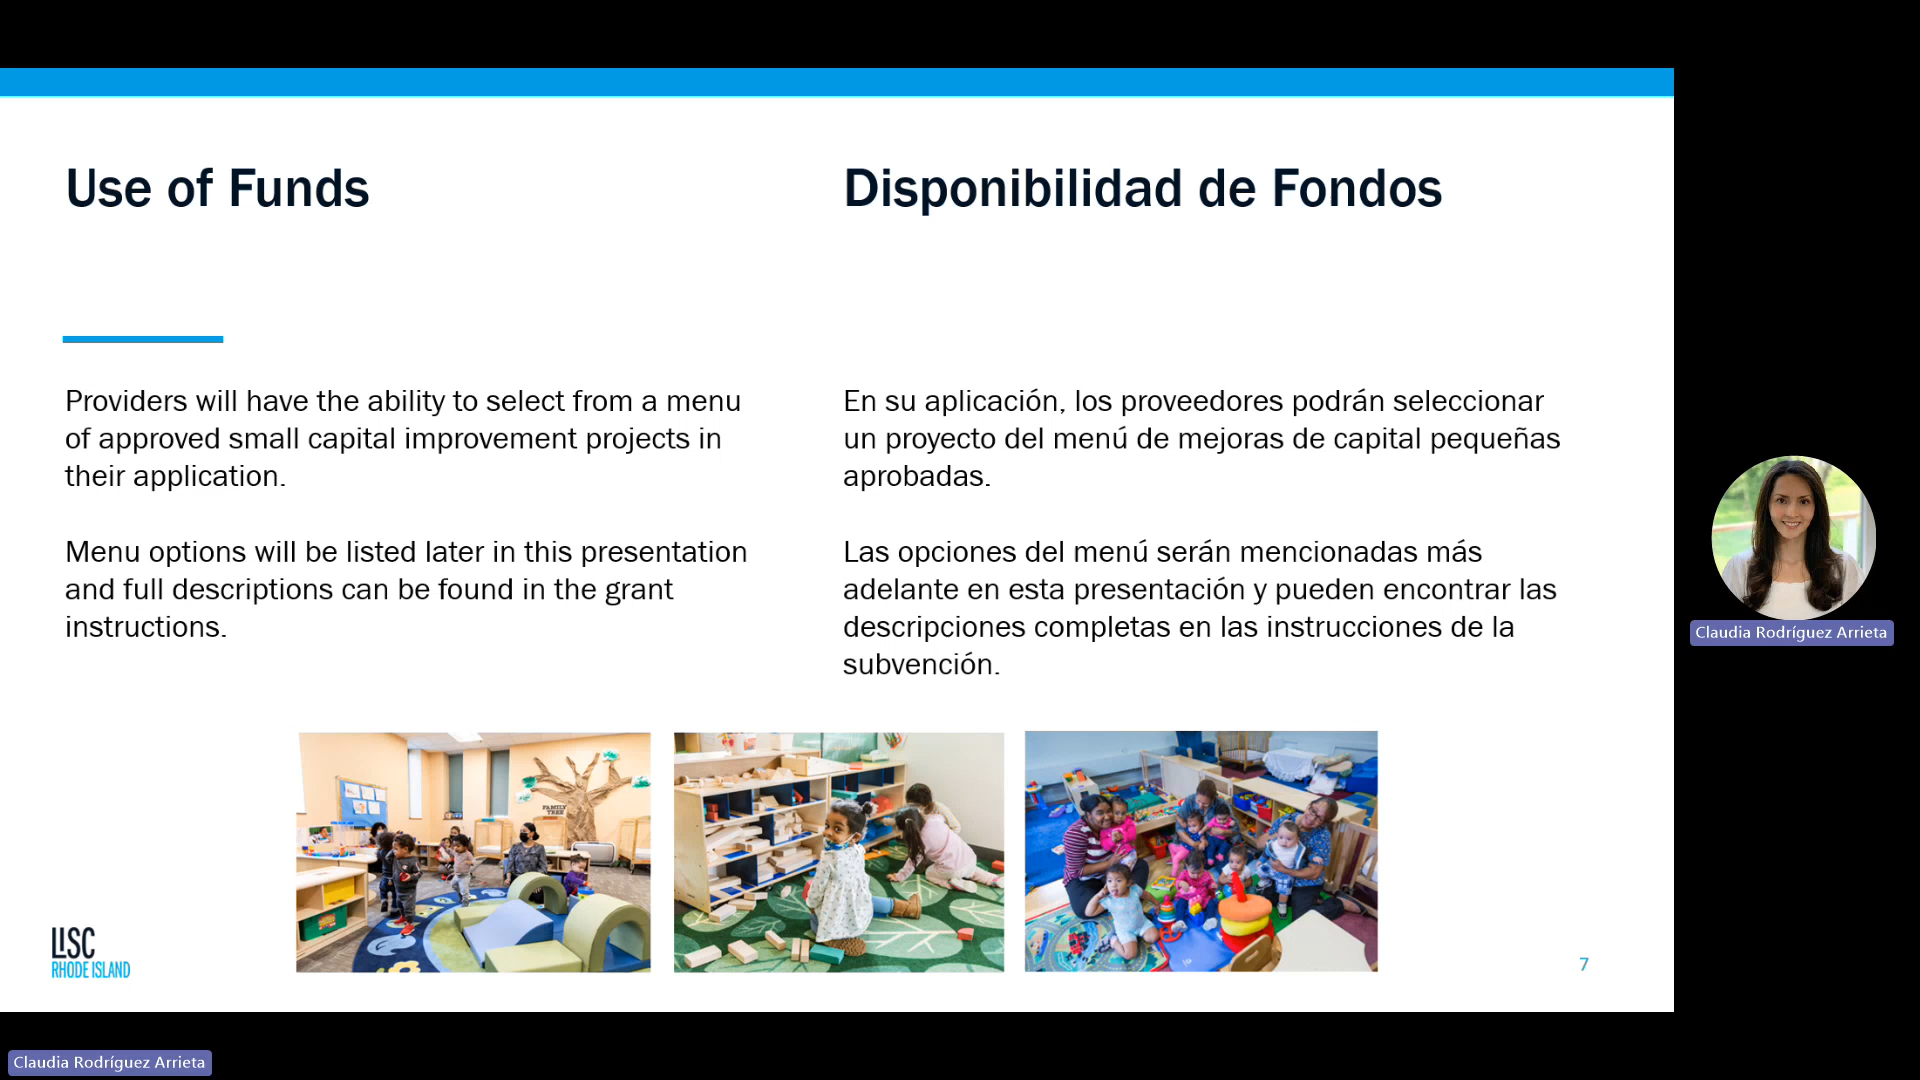 Use of Funds
Providers will have the ability to select from a menu
of approved small capital improvement projects in
their application.
Menu options will be listed later in this presentation
and full descriptions can be found in the grant
instructions.
Disponibilidad de Fondos
En su aplicación, los proveedores podrán seleccionar
un proyecto del menú de mejoras de capital pequeñas
aprobadas.
Las opciones del menú serán mencionadas más
adelante en esta presentación y pueden encontrar las
descripciones completas en las instrucciones de la
subvención.
FAMILY
TREE
LISC
RHODE ISLAND
7
Claudia Rodríguez Arrieta
Claudia Rodríguez Arrieta